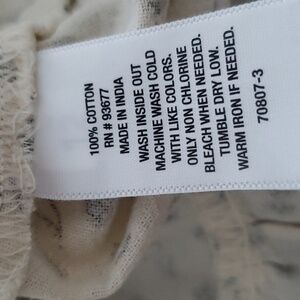 100% COTTON
RN # 93677
MADE IN INDIA
WASH INSIDE OUT
MACHINE WASH COLD
WITH LIKE COLORS.
ONLY NON CHLORINE
BLEACH WHEN NEEDED.
TUMBLE DRY LOW.
WARM IRON IF NEEDED.
70807-3